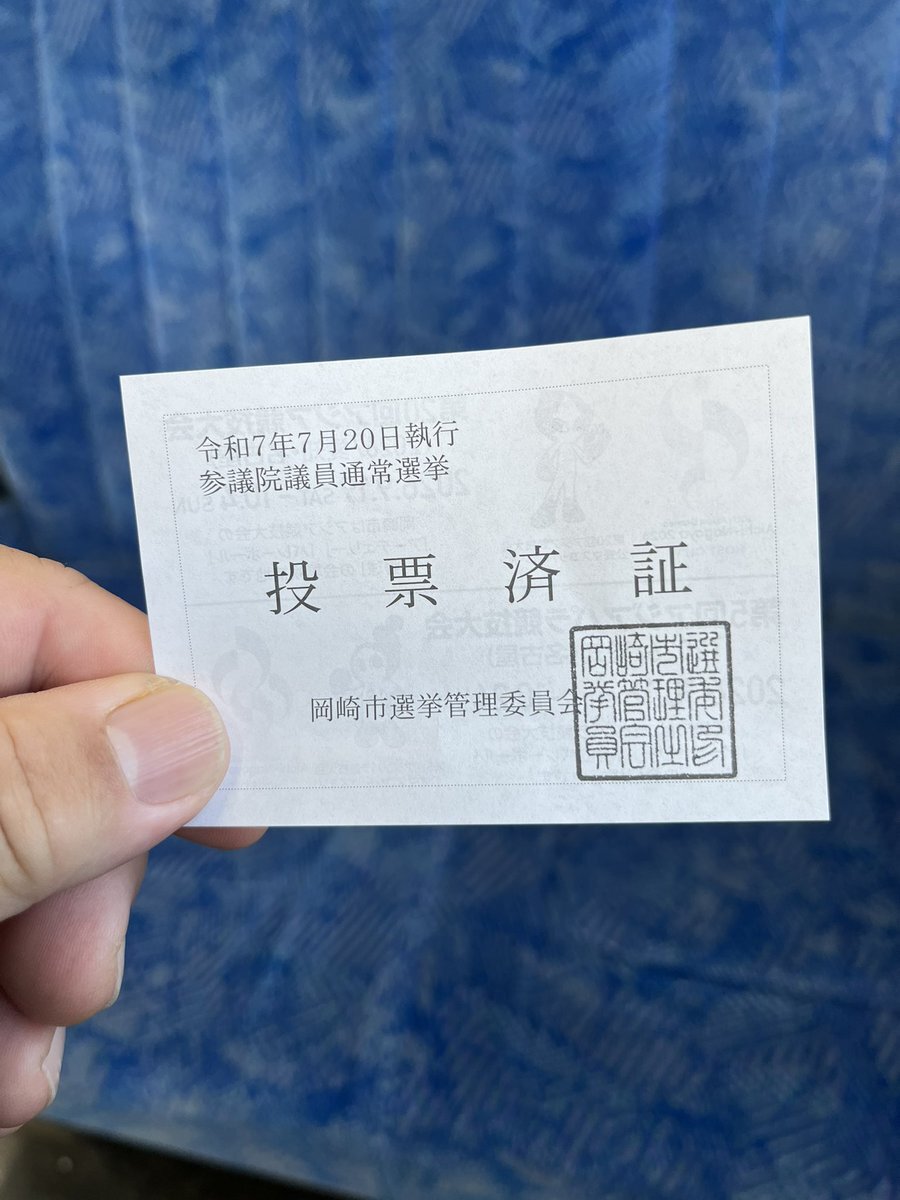 令和7年7月20日執行
参議院議員通常選挙
投票済証
岡崎市選挙管理委員会